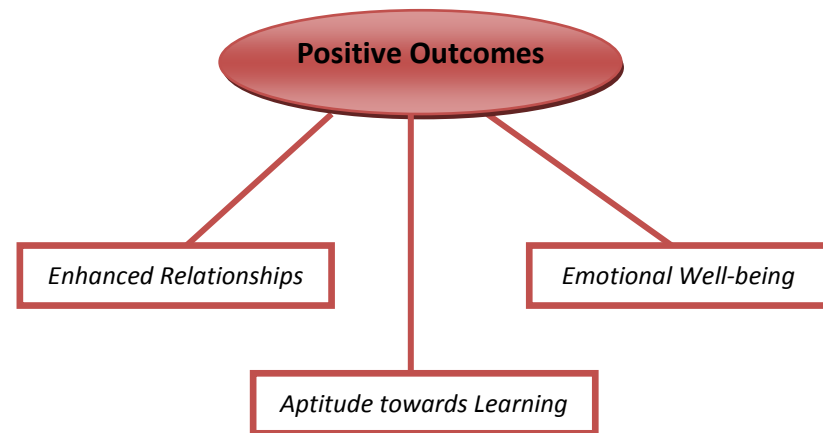 Positive Outcomes
Enhanced Relationships
Emotional Well-being
Aptitude towards Learning